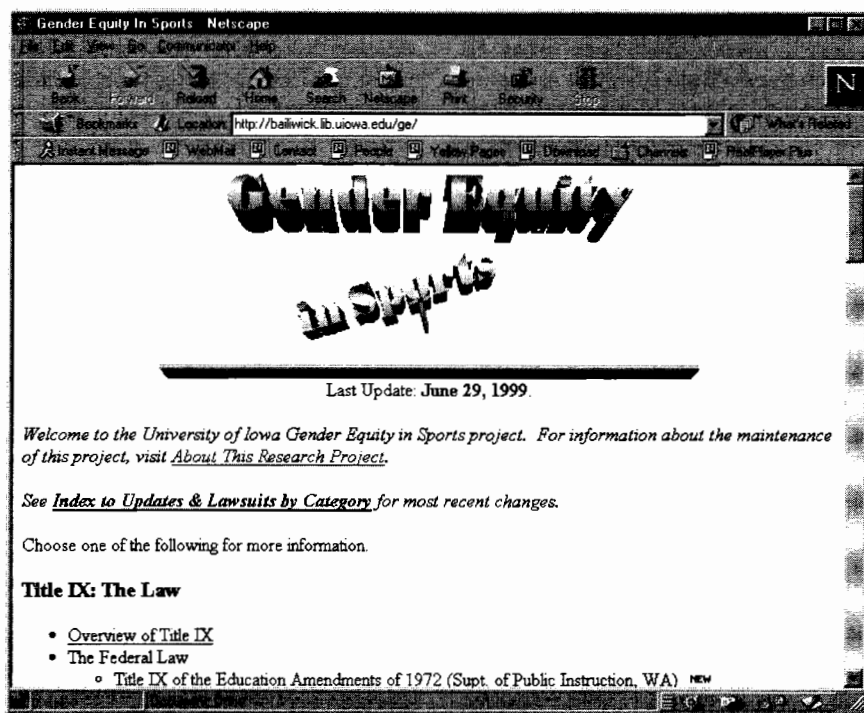 Gender Equity In Sports Netscape
File Edit View Go Communicator Help
Back Forward Reload Home Search Netscape Print Security Stop
N
Bookmarks Location: http://bailiwick.lib.uiowa.edu/ge/ What's Related
Instant Message WebMail Contact People Yellow Pages Download Channels RealPlayer Plus
Gender Equity
in Sports
Last Update: June 29, 1999.
Welcome to the University of Iowa Gender Equity in Sports project. For information about the maintenance
of this project, visit About This Research Project.
See Index to Updates & Lawsuits by Category for most recent changes.
Choose one of the following for more information.
Title IX: The Law
• Overview of Title IX
• The Federal Law
◦ Title IX of the Education Amendments of 1972 (Supt. of Public Instruction, WA) NEW